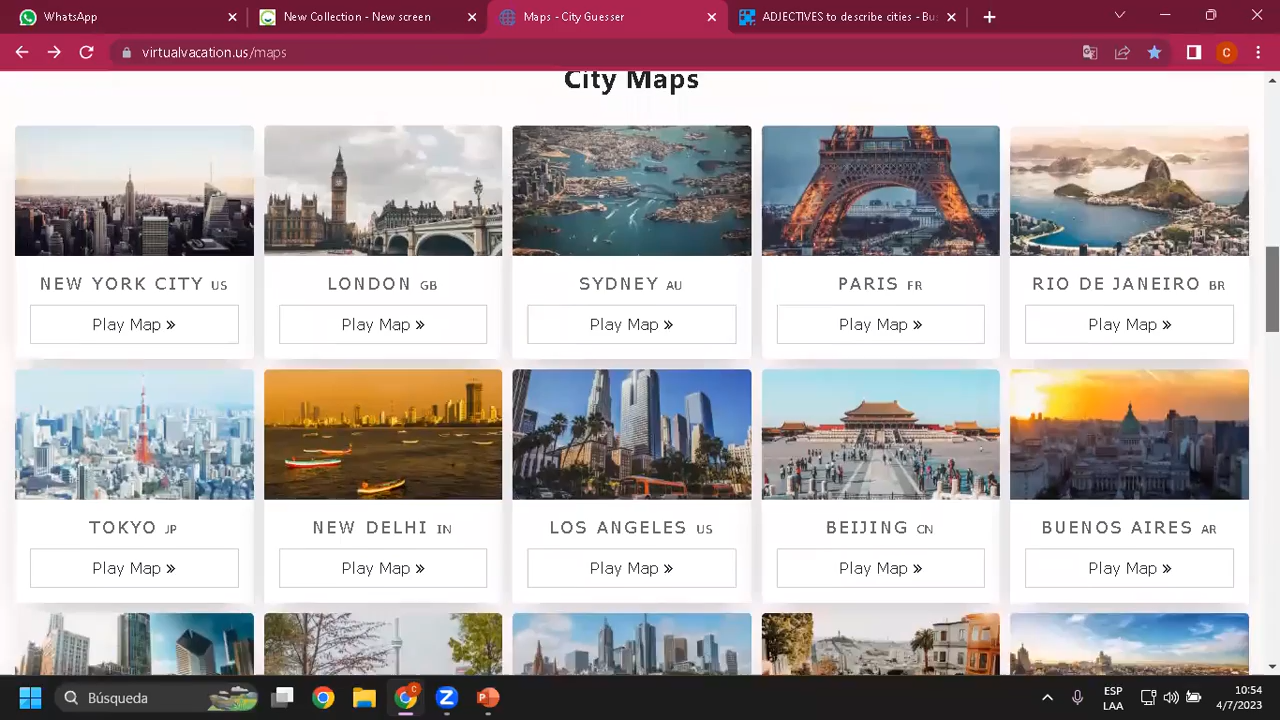 WhatsApp
New Collection - New screen
Maps - City Guesser
ADJECTIVES to describe cities - Bu
virtualvacation.us/maps
C
City Maps
NEW YORK CITY US
LONDON GB
SYDNEY AU
PARIS FR
RIO DE JANEIRO BR
Play Map »
Play Map »
Play Map »
Play Map »
Play Map »
TOKYO JP
NEW DELHI IN
LOS ANGELES US
BEIJING CN
BUENOS AIRES AR
Play Map »
Play Map »
Play Map »
Play Map »
Play Map »
Búsqueda
ESP
LAA
10:54
4/7/2023